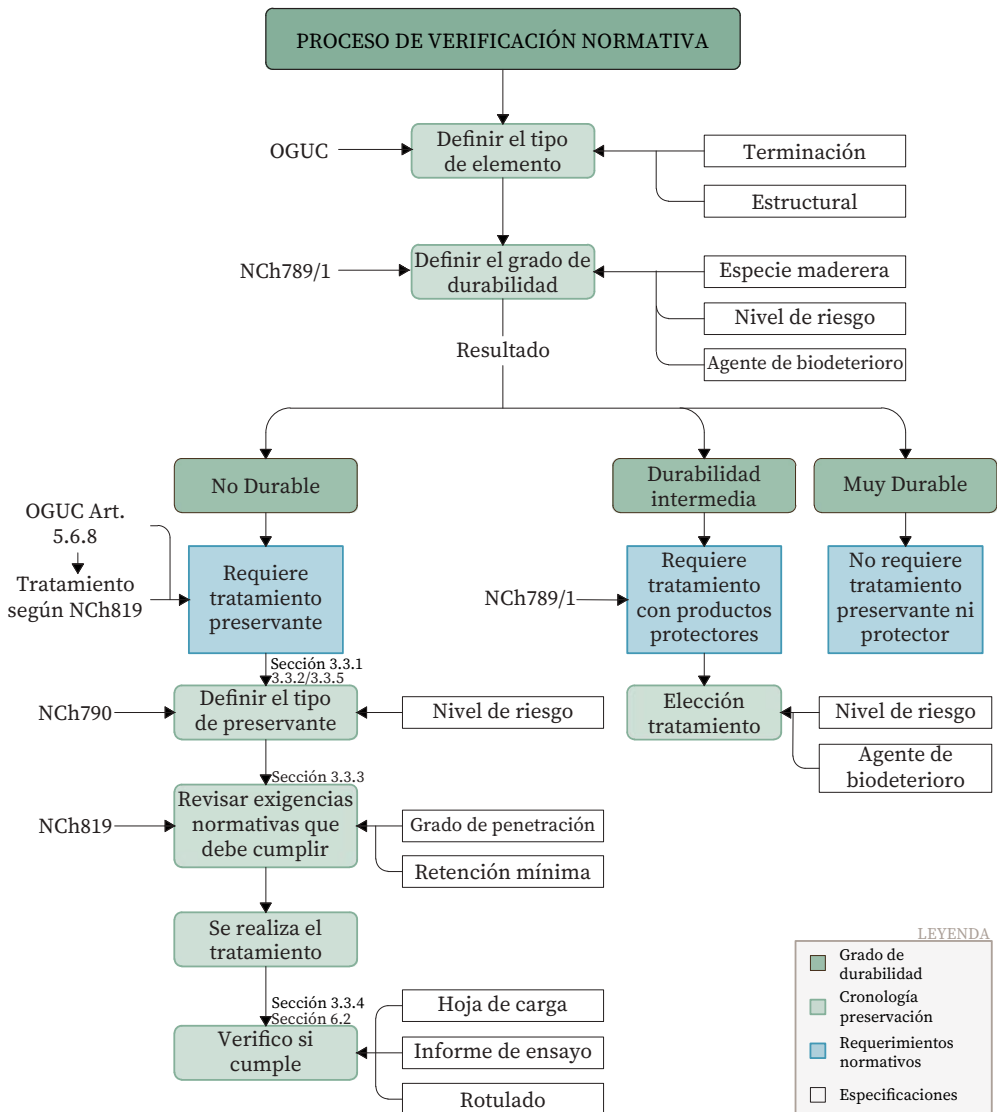 PROCESO DE VERIFICACIÓN NORMATIVA
OGUC
Definir el tipo
de elemento
Terminación
Estructural
NCh789/1
Definir el grado de
durabilidad
Especie maderera
Nivel de riesgo
Agente de biodeterioro
Resultado
No Durable
Durabilidad
intermedia
Muy Durable
OGUC Art.
5.6.8
Tratamiento
según NCh819
Requiere
tratamiento
preservante
NCh789/1
Requiere
tratamiento
con productos
protectores
No requiere
tratamiento
preservante ni
protector
Sección 3.3.1
3.3.2/3.3.5
NCh790
Definir el tipo
de preservante
Nivel de riesgo
Elección
tratamiento
Nivel de riesgo
Agente de
biodeterioro
Sección 3.3.3
NCh819
Revisar exigencias
normativas que
debe cumplir
Grado de penetración
Retención mínima
Se realiza el
tratamiento
Sección 3.3.4
Sección 6.2
Verifico si
cumple
Hoja de carga
Informe de ensayo
Rotulado
LEYENDA
Grado de
durabilidad
Cronología
preservación
Requerimientos
normativos
Especificaciones